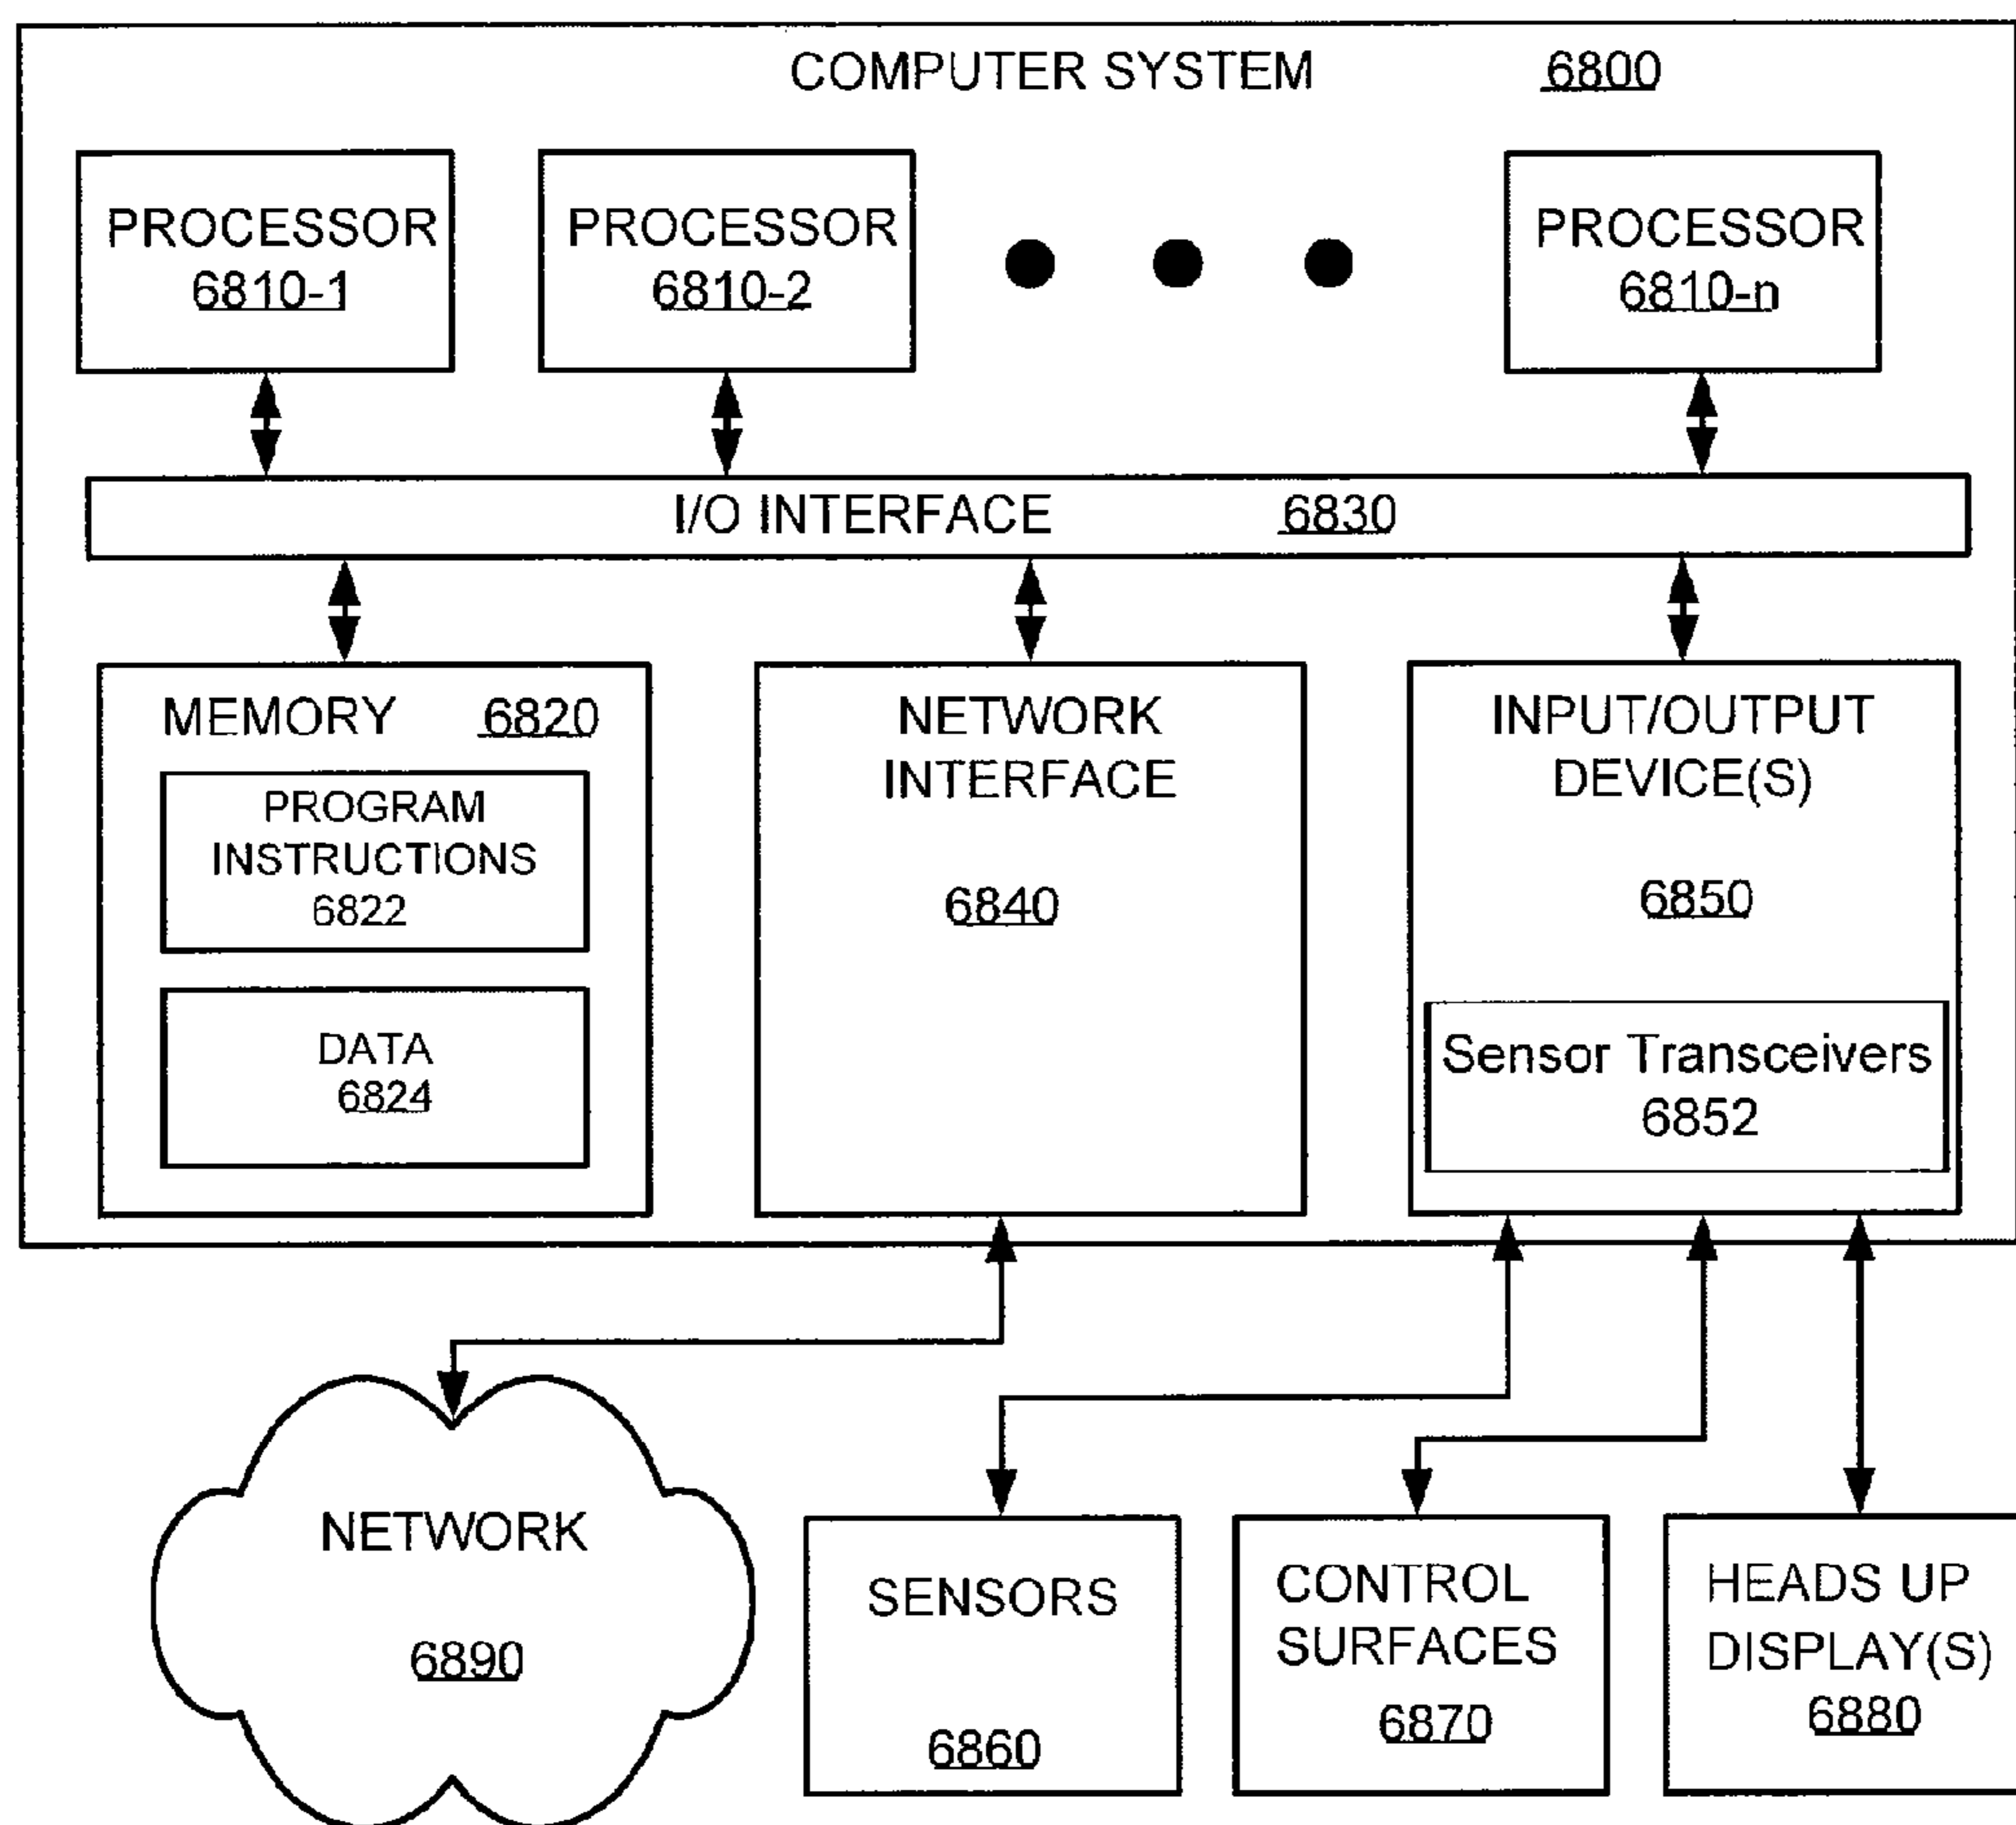 COMPUTER SYSTEM 6800
PROCESSOR
6810-1
PROCESSOR
6810-2
PROCESSOR
6810-n
I/O INTERFACE 6830
MEMORY 6820
PROGRAM
INSTRUCTIONS
6822
DATA
6824
NETWORK
INTERFACE
6840
INPUT/OUTPUT
DEVICE(S)
6850
Sensor Transceivers
6852
NETWORK
6890
SENSORS
6860
CONTROL
SURFACES
6870
HEADS UP
DISPLAY(S)
6880